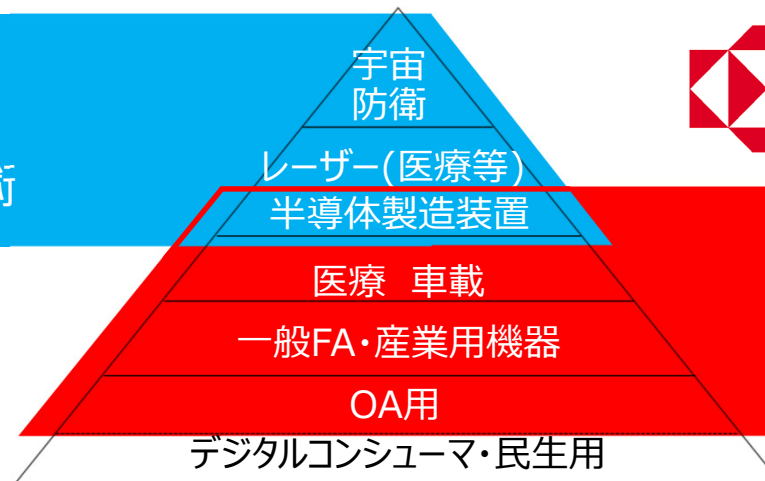 宇宙
防衛
レーザー(医療等)
術
半導体製造装置
医療 車載
一般FA・産業用機器
OA用
デジタルコンシューマ・民生用